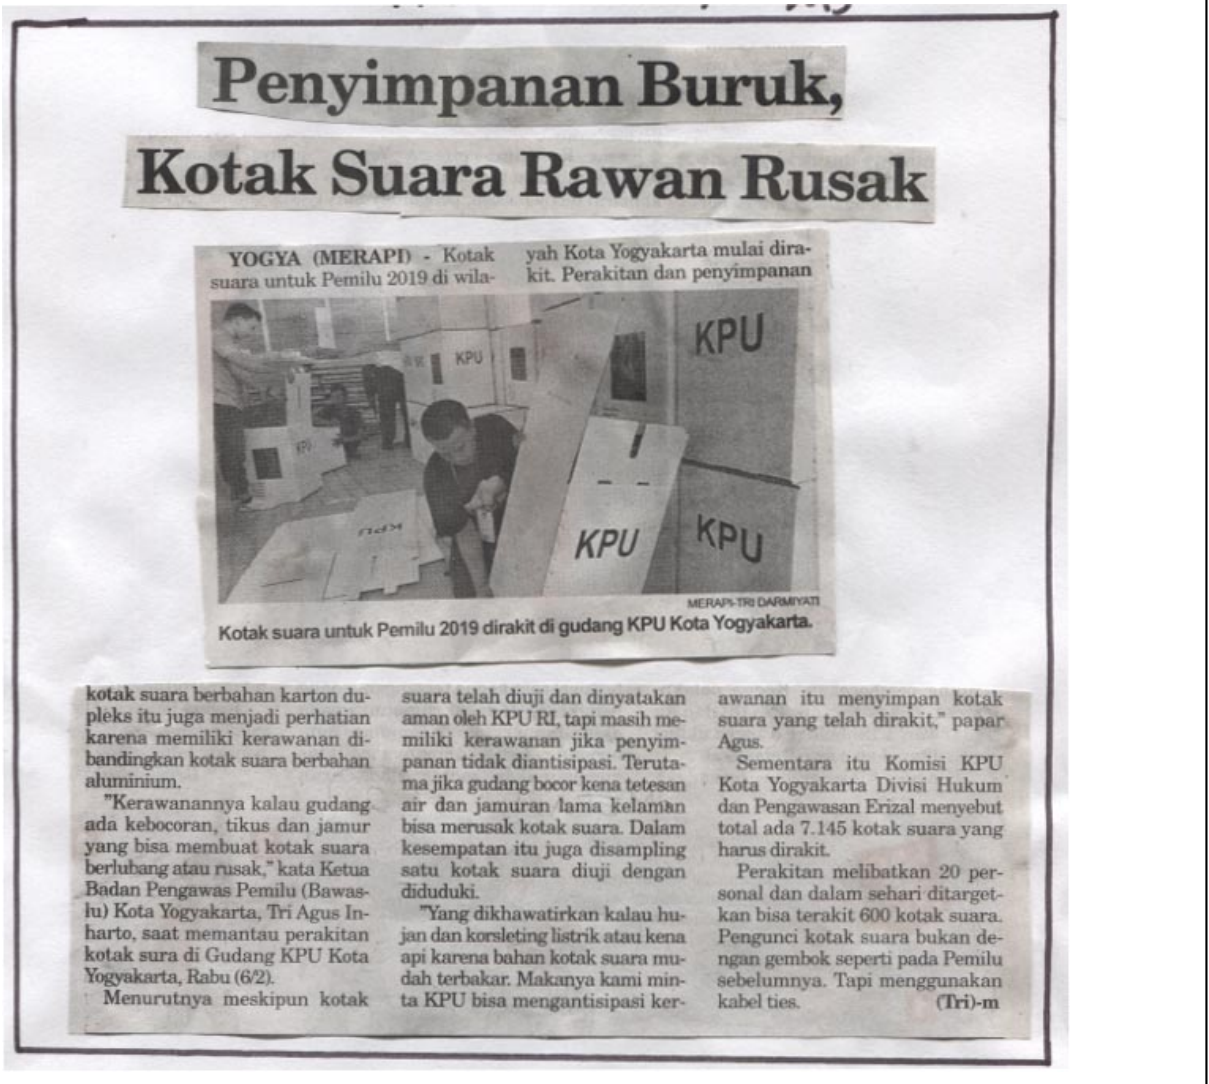 Penyimpanan Buruk,
Kotak Suara Rawan Rusak
YOGYA (MERAPI) - Kotak
suara untuk Pemilu 2019 di wila-
yah Kota Yogyakarta mulai dira-
kit. Perakitan dan penyimpanan
KPU
KPU
KPU
KPU
KPU
KPU
MERAPI-TRI DARMIYATI
Kotak suara untuk Pemilu 2019 dirakit di gudang KPU Kota Yogyakarta.
kotak suara berbahan karton du-
pleks itu juga menjadi perhatian
karena memiliki kerawanan di-
bandingkan kotak suara berbahan
aluminium.
"Kerawanannya kalau gudang
ada kebocoran, tikus dan jamur
yang bisa membuat kotak suara
berlubang atau rusak," kata Ketua
Badan Pengawas Pemilu (Bawas-
lu) Kota Yogyakarta, Tri Agus In-
harto, saat memantau perakitan
kotak sura di Gudang KPU Kota
Yogyakarta, Rabu (6/2).
Menurutnya meskipun kotak
suara telah diuji dan dinyatakan
aman oleh KPU RI, tapi masih me-
miliki kerawanan jika penyim-
panan tidak diantisipasi. Teruta-
ma jika gudang bocor kena tetesan
air dan jamuran lama kelaman
bisa merusak kotak suara. Dalam
kesempatan itu juga disampling
satu kotak suara diuji dengan
diduduki.
"Yang dikhawatirkan kalau hu-
jan dan korsleting listrik atau kena
api karena bahan kotak suara mu-
dah terbakar. Makanya kami min-
ta KPU bisa mengantisipasi ker-
awanan itu menyimpan kotak
suara yang telah dirakit," papar
Agus.
Sementara itu Komisi KPU
Kota Yogyakarta Divisi Hukum
dan Pengawasan Erizal menyebut
total ada 7.145 kotak suara yang
harus dirakit.
Perakitan melibatkan 20 per-
sonal dan dalam sehari ditarget-
kan bisa terakit 600 kotak suara.
Pengunci kotak suara bukan de-
ngan gembok seperti pada Pemilu
sebelumnya. Tapi menggunakan
kabel ties. (Tri)-m